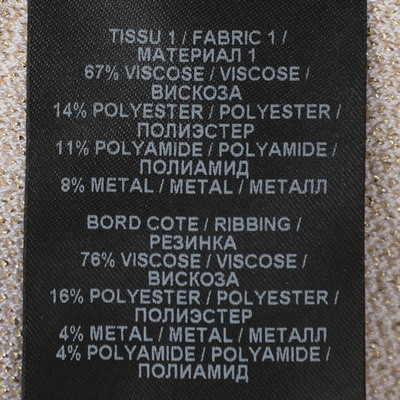 TISSU 1 / FABRIC 1 /
МАТЕРИАЛ 1
67% VISCOSE / VISCOSE /
ВИСКОЗА
14% POLYESTER / POLYESTER /
ПОЛИЭСТЕР
11% POLYAMIDE / POLYAMIDE /
ПОЛИАМИД
8% METAL / METAL / МЕТАЛЛ
BORD COTE / RIBBING /
РЕЗИНКА
76% VISCOSE / VISCOSE /
ВИСКОЗА
16% POLYESTER / POLYESTER /
ПОЛИЭСТЕР
4% METAL / METAL / МЕТАЛЛ
4% POLYAMIDE / POLYAMIDE /
ПОЛИАМИД